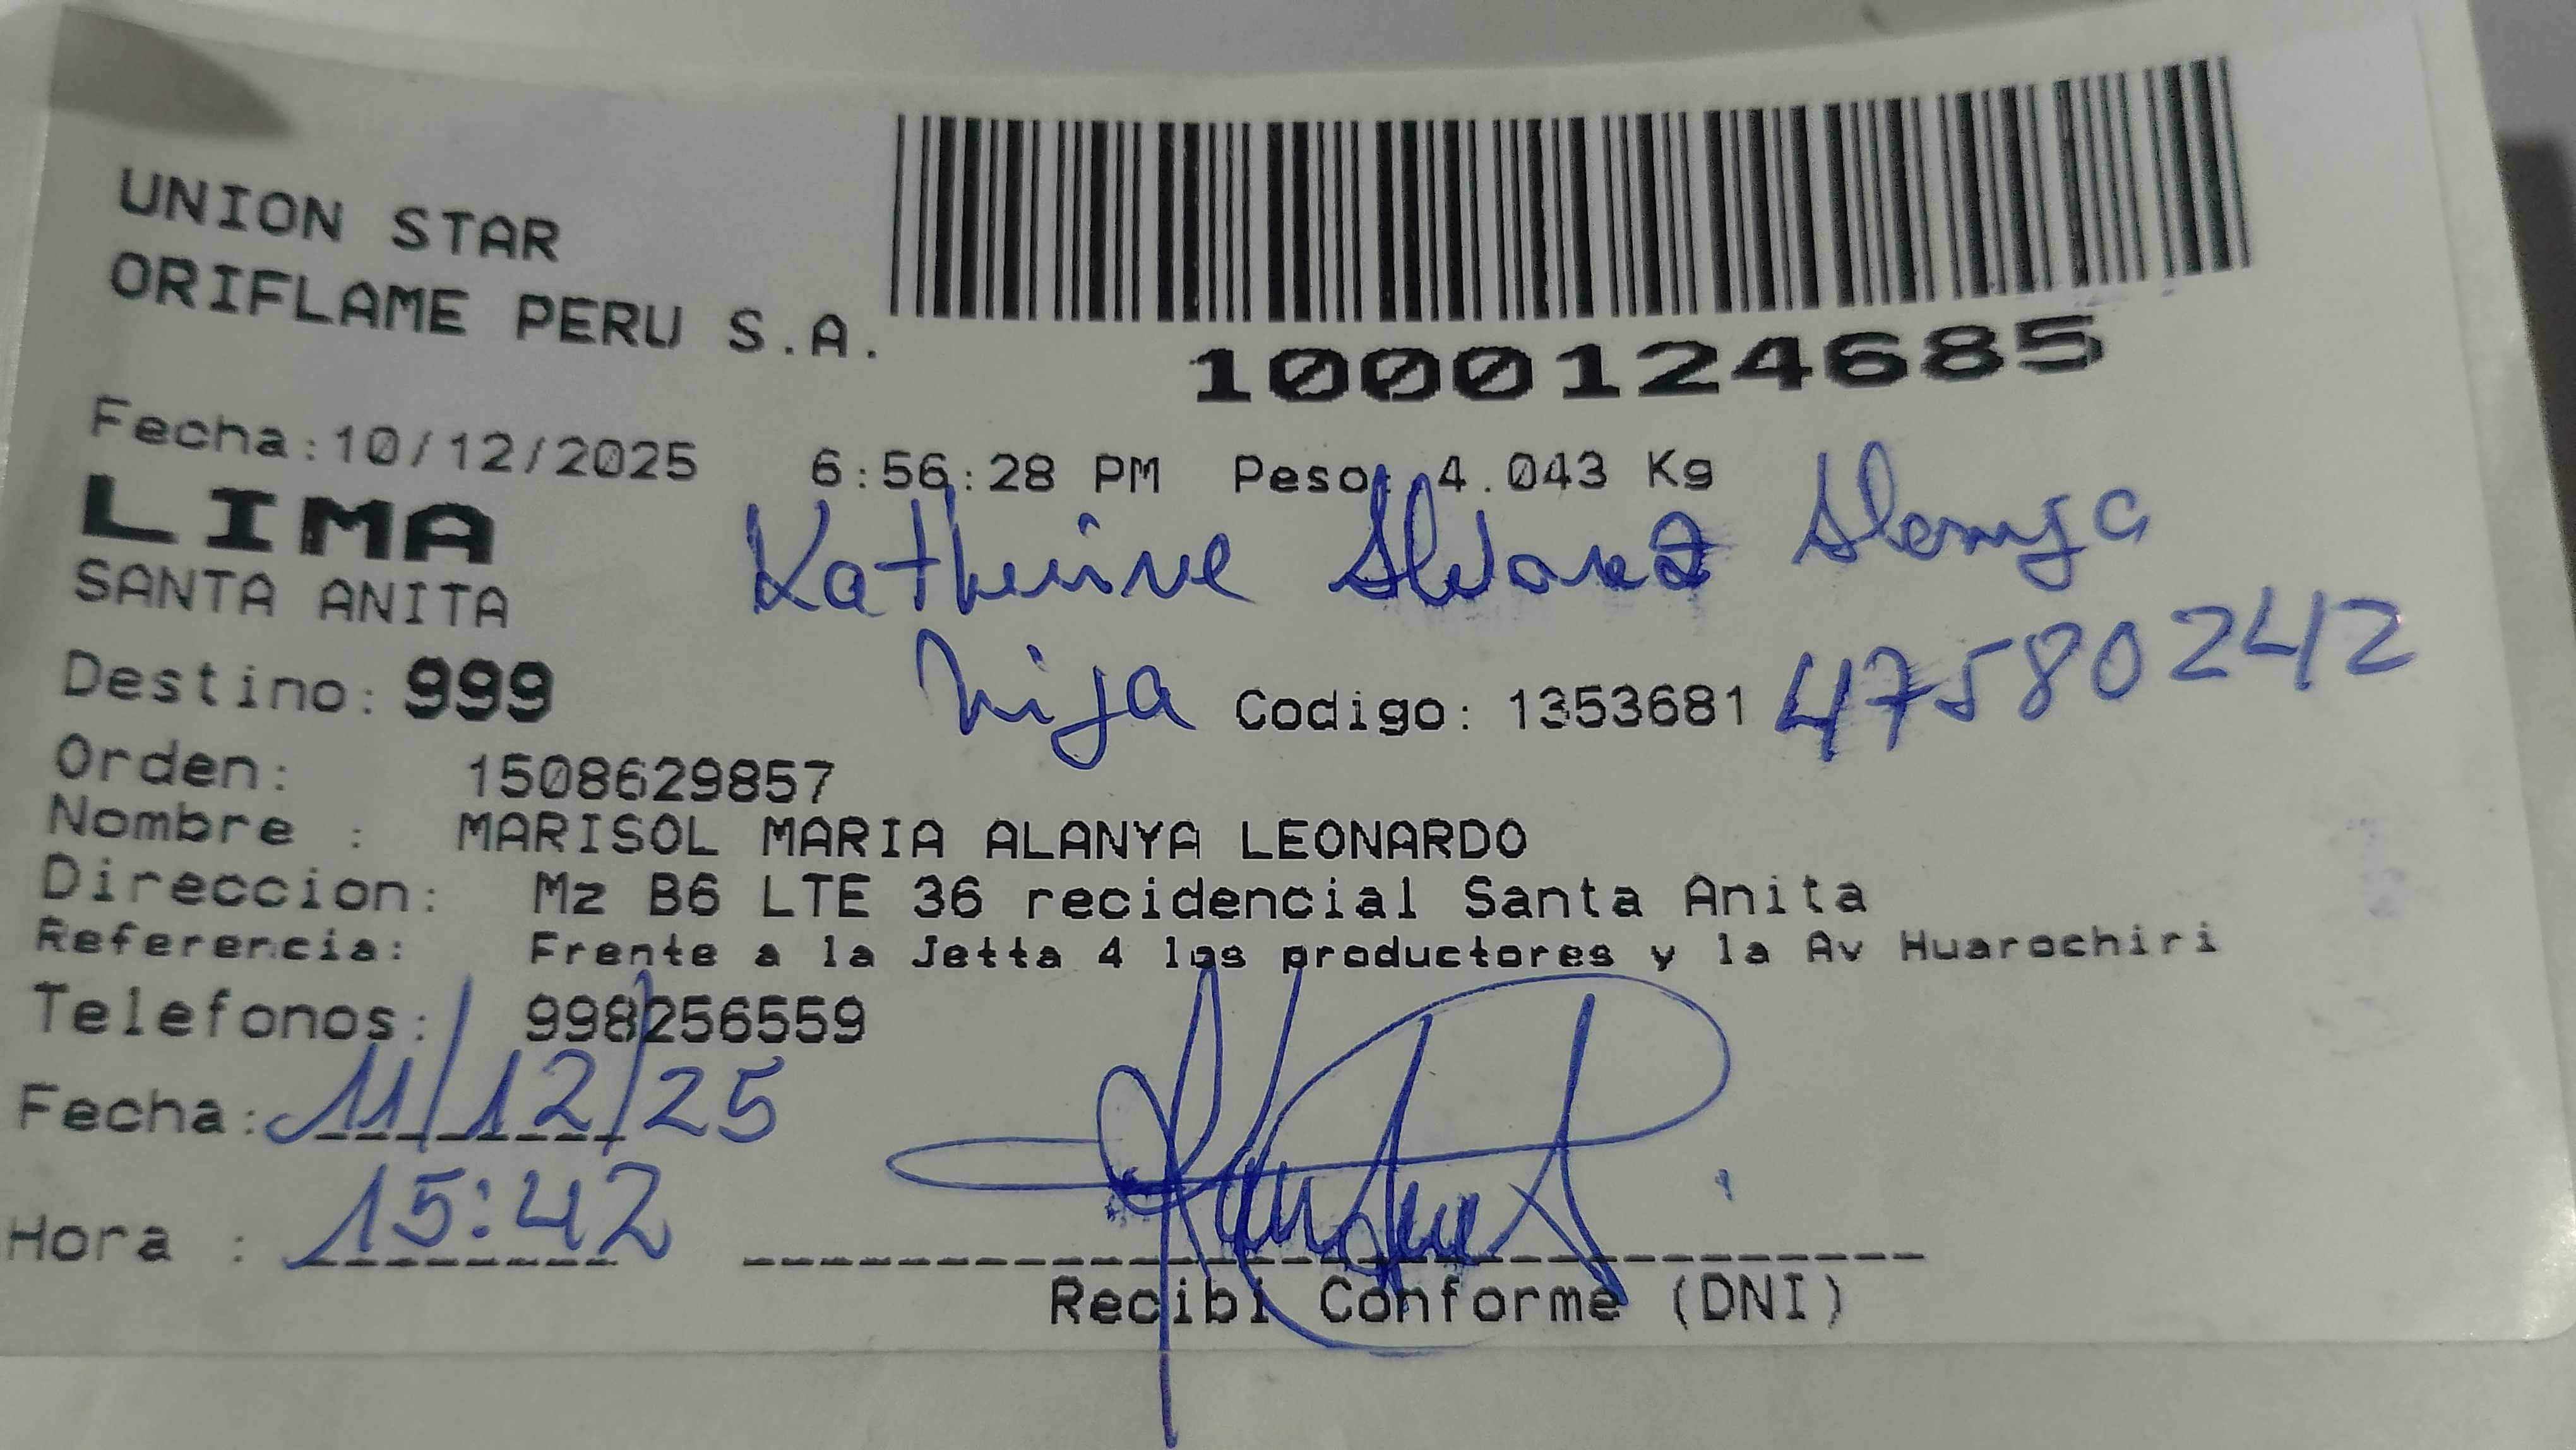 UNION STAR
ORIFLAME PERU S.A.
1000124685
Fecha:10/12/2025 6:56:28 PM Peso: 4.043 Kg
LIMA
Katherine Alanya
SANTA ANITA
Destino: 999
Codigo: 1353681 47580242
Orden: 1508629857
Nombre : MARISOL MARIA ALANYA LEONARDO
Direccion: Mz B6 LTE 36 recidencial Santa Anita
Referencia: Frente a la Jetta 4 los productores y la Av Huarochiri
Telefonos: 998256559
Fecha: 11/12/25
Hora : 15:42
Recibi Conforme (DNI)